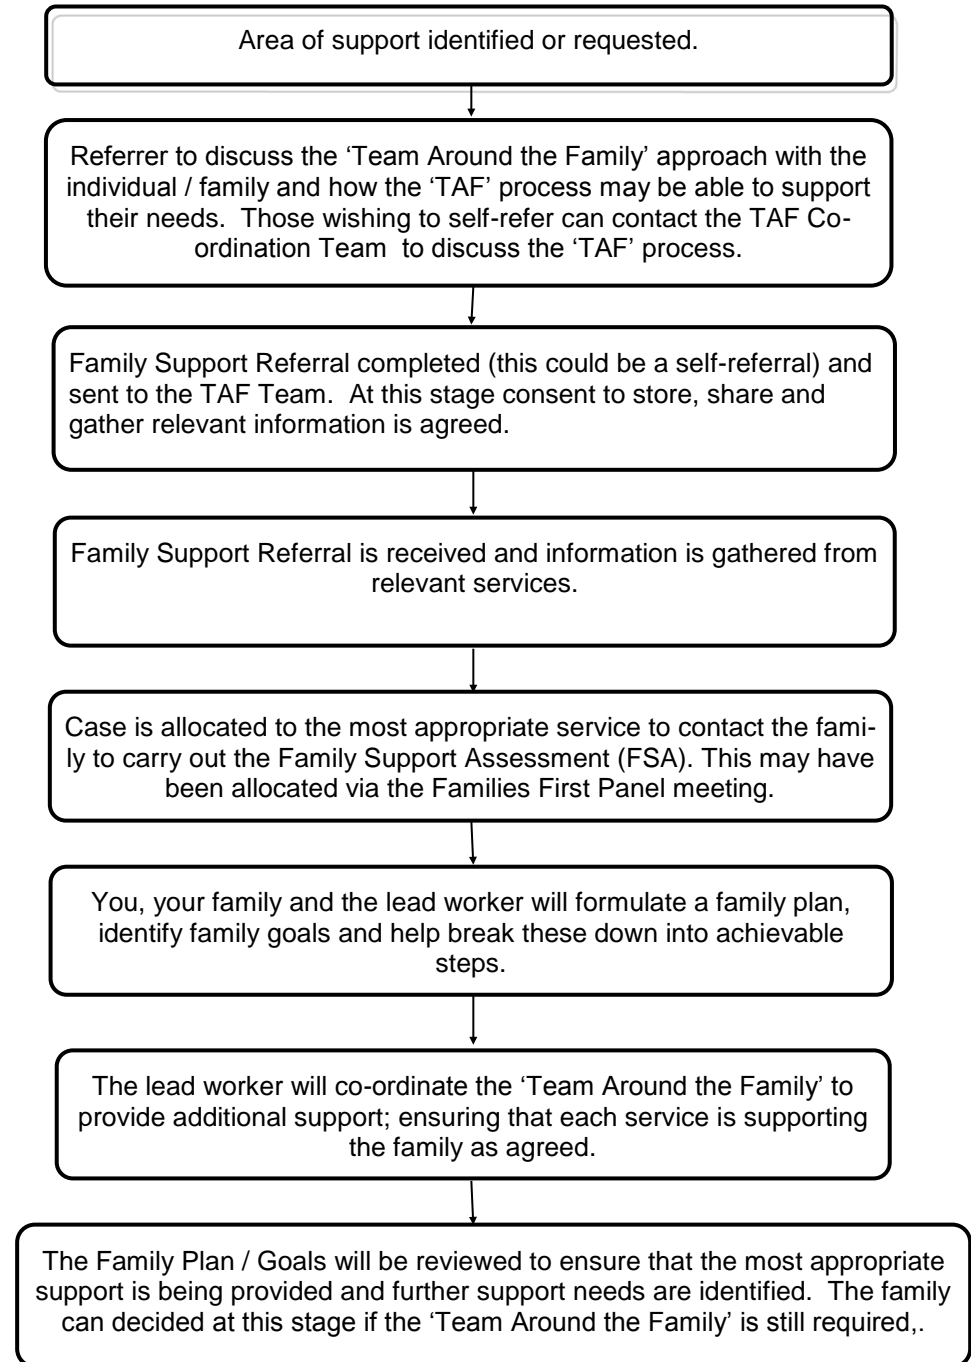 Area of support identified or requested.
Referrer to discuss the ‘Team Around the Family’ approach with the
individual / family and how the ‘TAF’ process may be able to support
their needs.  Those wishing to self-refer can contact the TAF Co-
ordination Team  to discuss the ‘TAF’ process.
Family Support Referral completed (this could be a self-referral) and
sent to the TAF Team.  At this stage consent to store, share and
gather relevant information is agreed.
Family Support Referral is received and information is gathered from
relevant services.
Case is allocated to the most appropriate service to contact the fami-
ly to carry out the Family Support Assessment (FSA). This may have
been allocated via the Families First Panel meeting.
You, your family and the lead worker will formulate a family plan,
identify family goals and help break these down into achievable
steps.
The lead worker will co-ordinate the ‘Team Around the Family’ to
provide additional support; ensuring that each service is supporting
the family as agreed.
The Family Plan / Goals will be reviewed to ensure that the most appropriate
support is being provided and further support needs are identified.  The family
can decided at this stage if the ‘Team Around the Family’ is still required,.